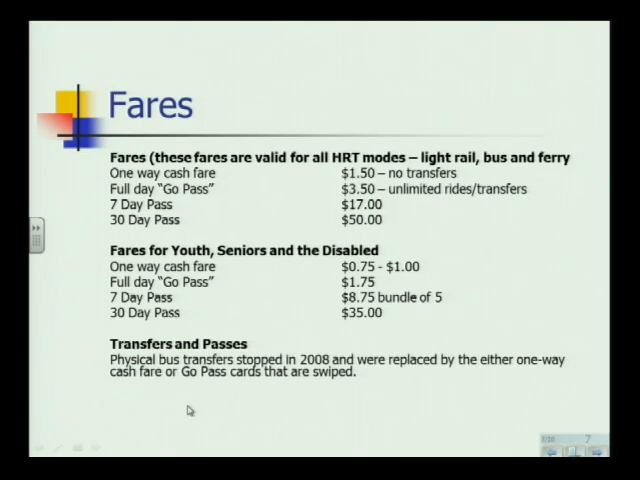 Fares
Fares (these fares are valid for all HRT modes – light rail, bus and ferry
One way cash fare $1.50 – no transfers
Full day "Go Pass" $3.50 – unlimited rides/transfers
7 Day Pass $17.00
30 Day Pass $50.00
Fares for Youth, Seniors and the Disabled
One way cash fare $0.75 - $1.00
Full day "Go Pass" $1.75
7 Day Pass $8.75 bundle of 5
30 Day Pass $35.00
Transfers and Passes
Physical bus transfers stopped in 2008 and were replaced by the either one-way
cash fare or Go Pass cards that are swiped.
7